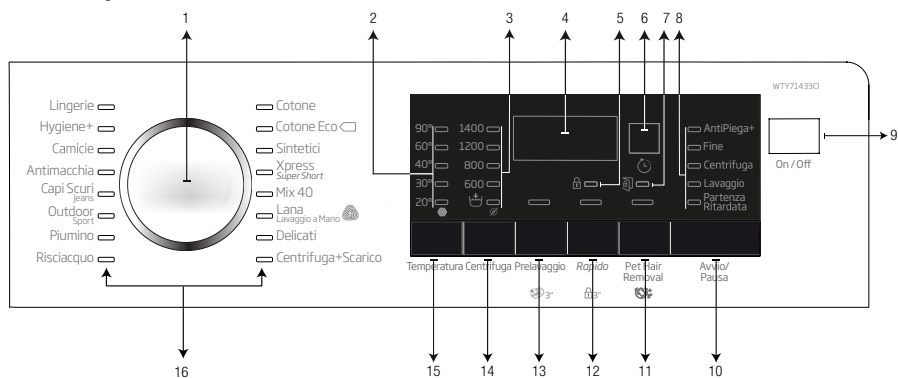 1
2
3
4
5
6
7
8
9
WTY71433CI
Lingerie
Hygiene+
Camicie
Antimacchia
Capi Scuri
Jeans
Outdoor
Sport
Piumino
Risciacquo
Cotone
Cotone Eco
Sintetici
Xpress
Super Short
Mix 40
Lana
Lavaggio a Mano
Delicati
Centrifuga+Scarico
90°
60°
40°
30°
20°
1400
1200
800
600
AntiPiega+
Fine
Centrifuga
Lavaggio
Partenza
Ritardata
On / Off
Temperatura
Centrifuga
Prelavaggio
3"
Rapido
3"
Pet Hair
Removal
Avvio/
Pausa
16
15
14
13
12
11
10